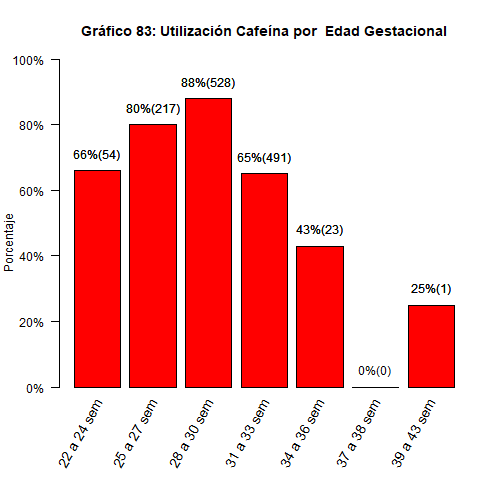 Gráfico 83: Utilización Cafeína por  Edad Gestacional
Porcentaje
100%
80%
60%
40%
20%
0%
66%(54)
80%(217)
88%(528)
65%(491)
43%(23)
0%(0)
25%(1)
22 a 24 sem
25 a 27 sem
28 a 30 sem
31 a 33 sem
34 a 36 sem
37 a 38 sem
39 a 43 sem